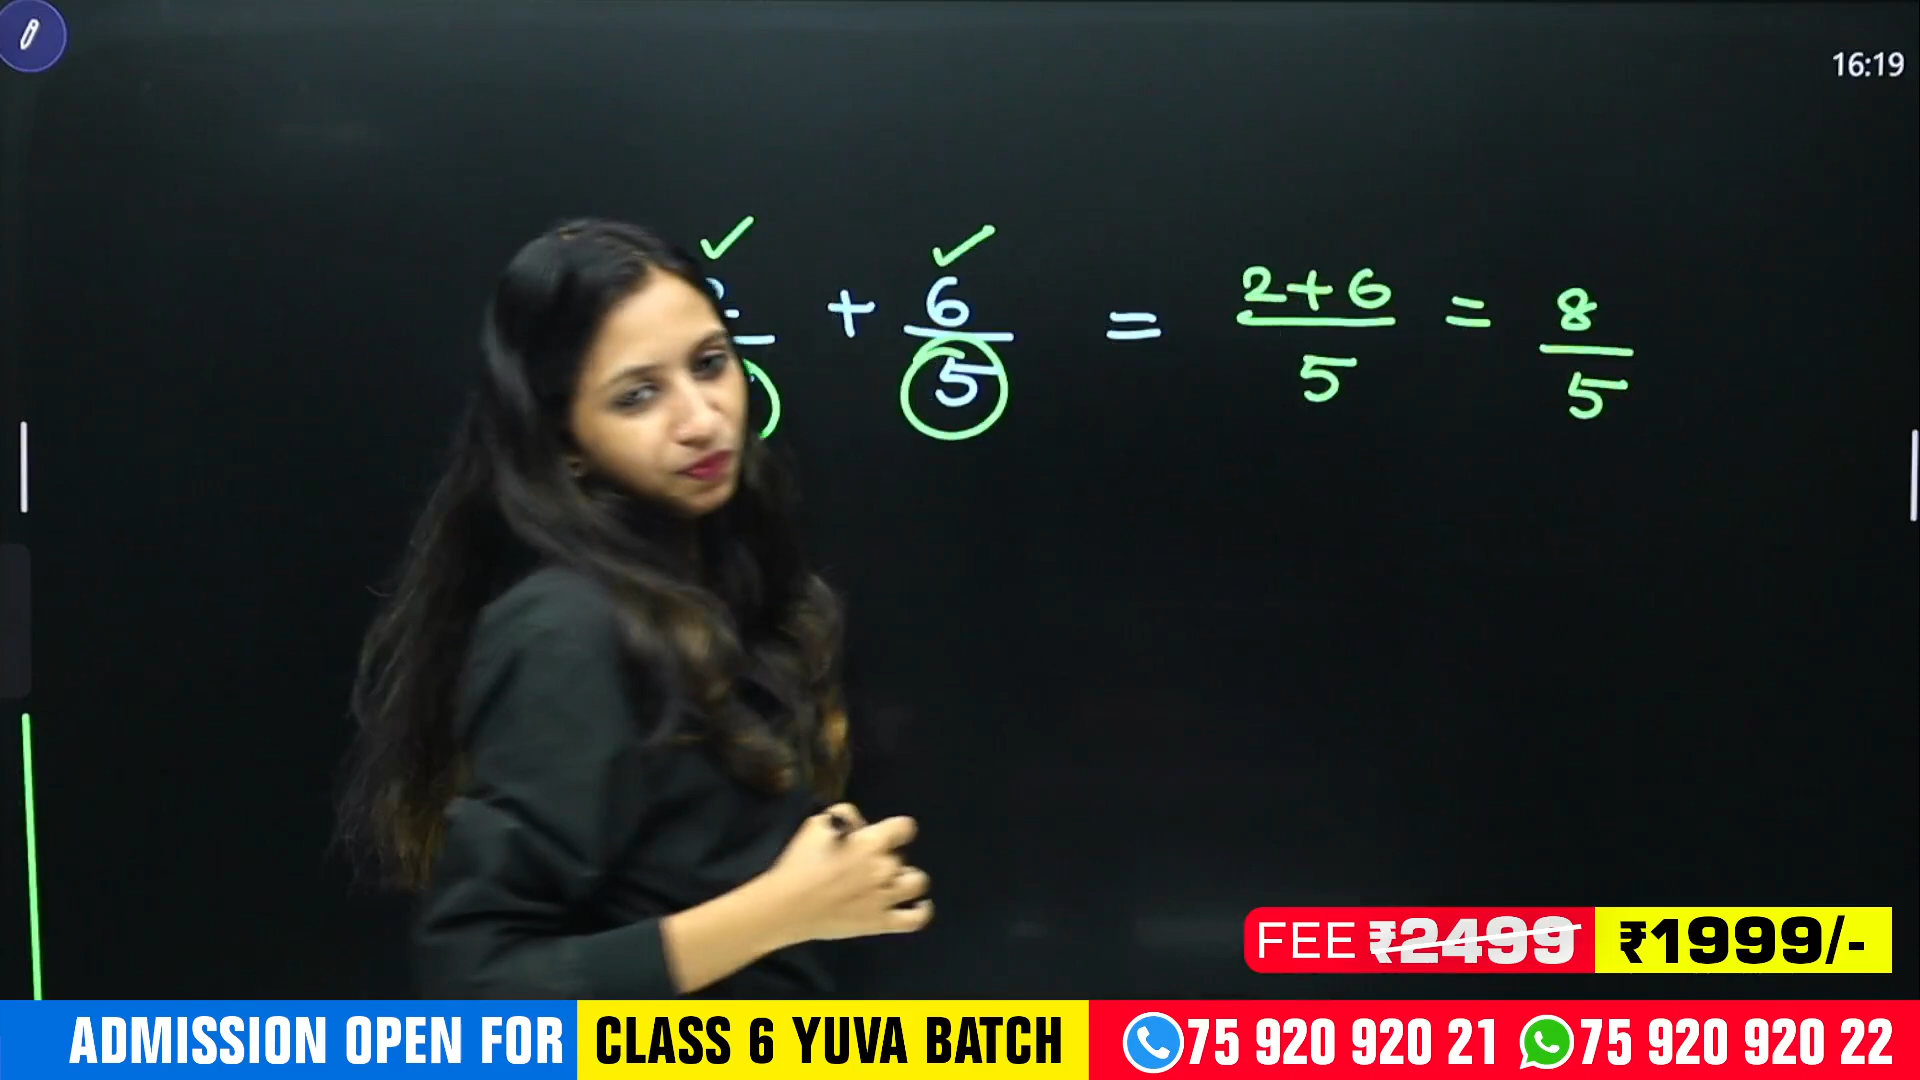 16:19
+ 6/5 = 2+6/5 = 8/5
FEE ₹2499 ₹1999/-
ADMISSION OPEN FOR CLASS 6 YUVA BATCH 75 920 920 21 75 920 920 22